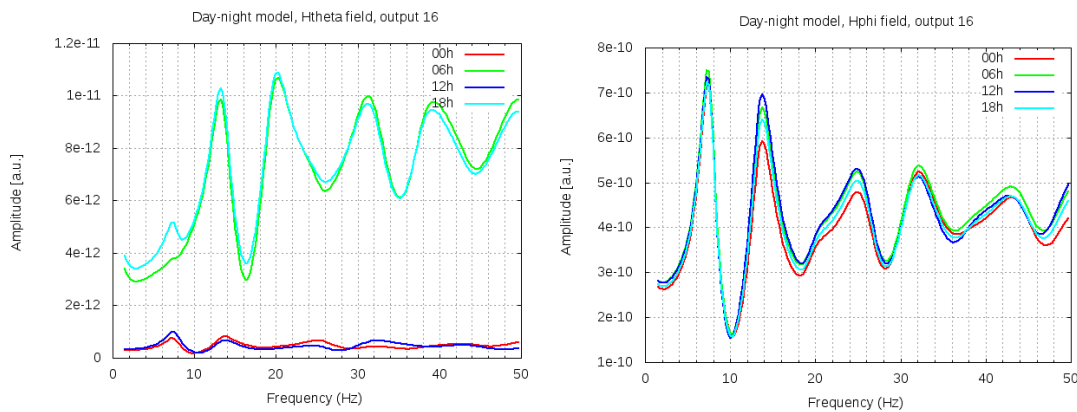 Day-night model, Htheta field, output 16
1.2e-11
1e-11
8e-12
6e-12
4e-12
2e-12
0
Amplitude [a.u.]
00h
06h
12h
18h
0 10 20 30 40 50
Frequency (Hz)
Day-night model, Hphi field, output 16
8e-10
7e-10
6e-10
5e-10
4e-10
3e-10
2e-10
1e-10
Amplitude [a.u.]
00h
06h
12h
18h
0 10 20 30 40 50
Frequency (Hz)